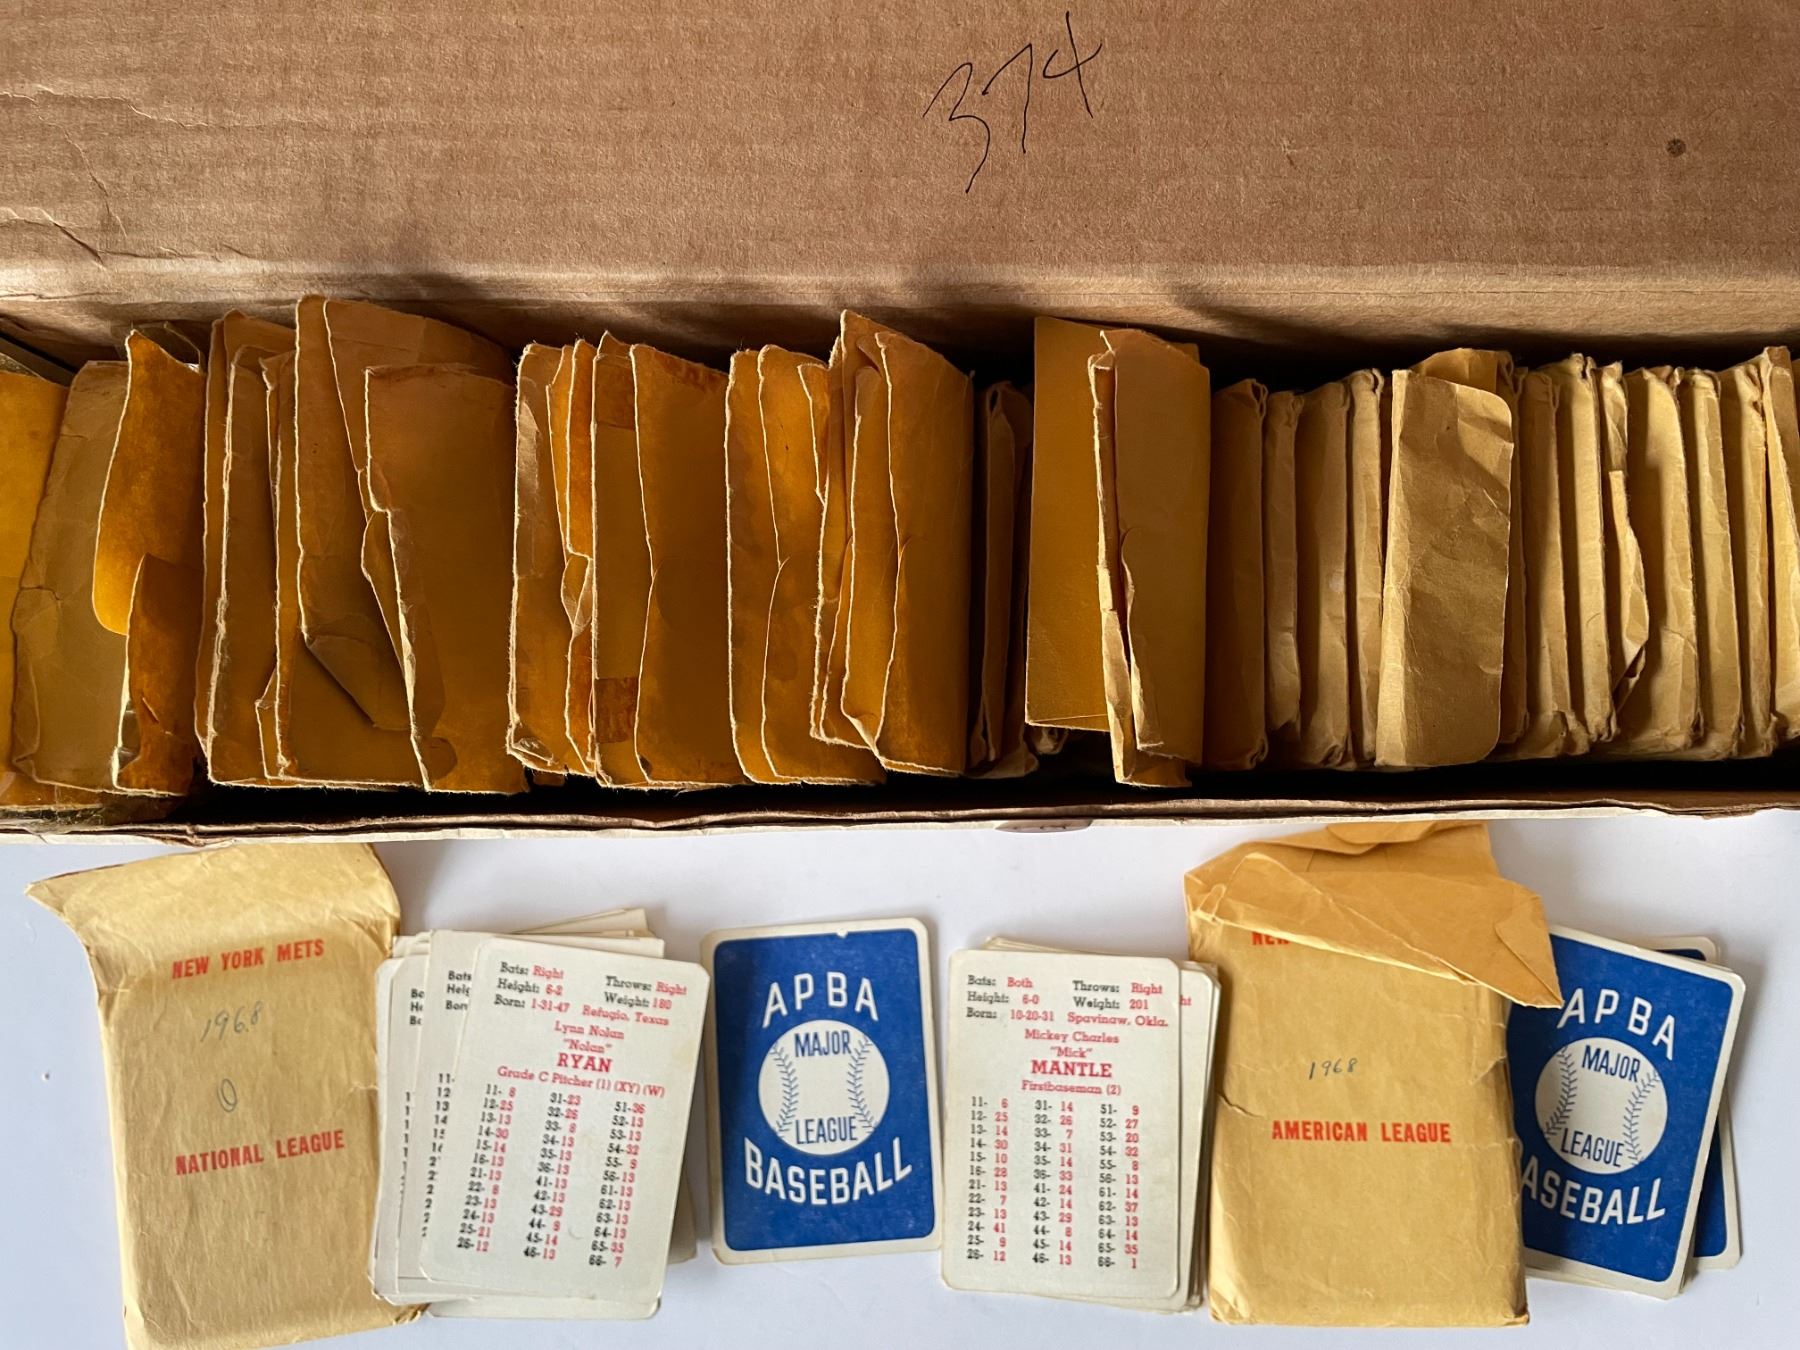 374
NEW YORK METS
1968
0
NATIONAL LEAGUE
Bats: Right Throws: Right
Height: 6-2 Weight: 180
Born: 1-31-47 Refugio, Texas
Lynn Nolan
"Nolan"
RYAN
Grade C Pitcher (1) (XY) (W)
11- 8 31-23 51-36
12-25 32-26 52-13
13-13 33- 8 53-13
14-30 34-13 54-32
15-14 35-13 55- 9
16-13 36-13 56-13
21-13 41-13 61-13
22- 8 42-13 62-13
23-13 43-29 63-13
24-13 44- 9 64-13
25-21 45-14 65-35
26-12 46-13 66- 7
APBA
MAJOR
LEAGUE
BASEBALL
Bats: Both Throws: Right
Height: 6-0 Weight: 201
Born: 10-20-31 Spavinaw, Okla.
Mickey Charles
"Mick"
MANTLE
Firstbaseman (2)
11- 6 31- 14 51- 9
12- 25 32- 26 52- 27
13- 14 33- 7 53- 20
14- 30 34- 31 54- 32
15- 10 35- 14 55- 8
16- 28 36- 33 56- 13
21- 13 41- 24 61- 14
22- 7 42- 14 62- 37
23- 13 43- 29 63- 13
24- 41 44- 8 64- 14
25- 9 45- 14 65- 35
26- 12 46- 13 66- 1
1968
AMERICAN LEAGUE
APBA
MAJOR
LEAGUE
ASEBALL